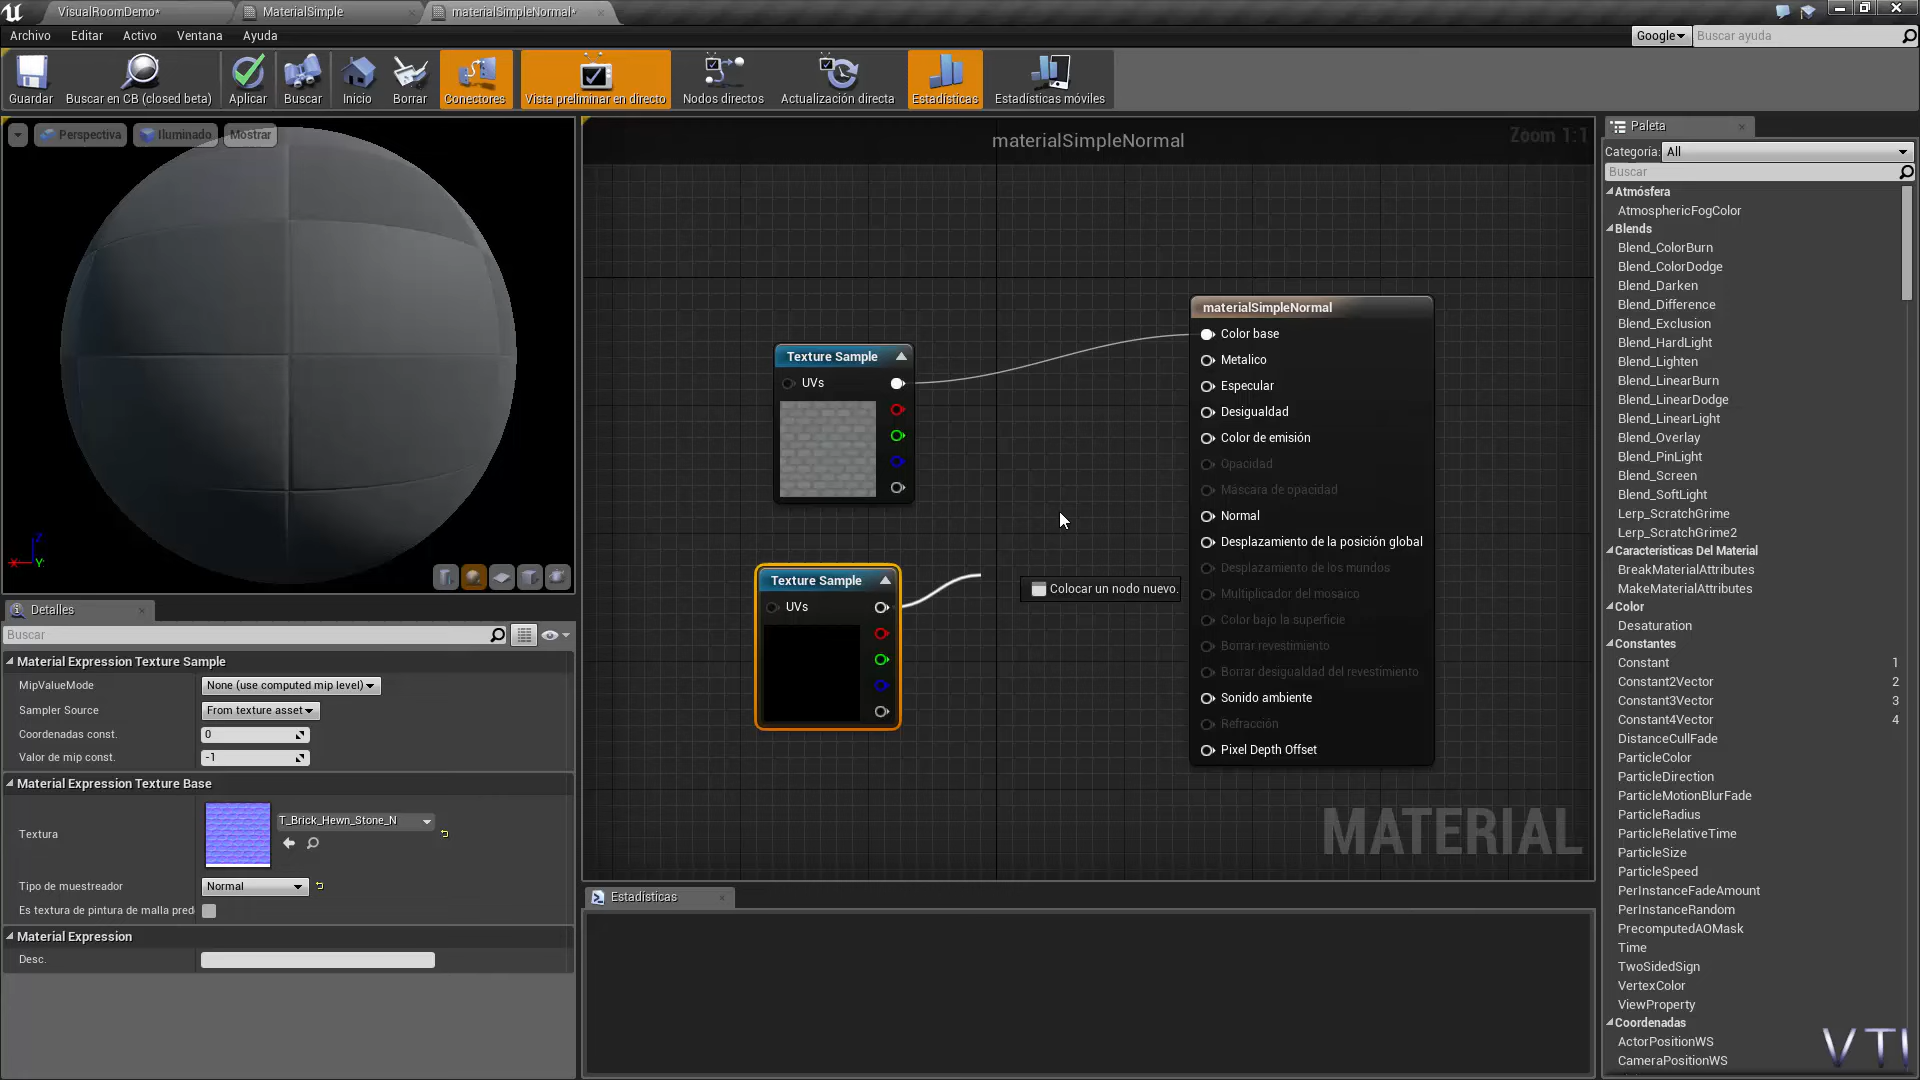 VisualRoomDemo*
MaterialSimple
materialSimpleNormal*
Archivo
Editar
Activo
Ventana
Ayuda
Google
Buscar ayuda
Guardar
Buscar en CB (closed beta)
Aplicar
Buscar
Inicio
Borrar
Conectores
Vista preliminar en directo
Nodos directos
Actualización directa
Estadísticas
Estadísticas móviles
Perspectiva
Iluminado
Mostrar
materialSimpleNormal
Zoom 1:1
Texture Sample
UVs
Texture Sample
UVs
Colocar un nodo nuevo.
materialSimpleNormal
Color base
Metalico
Especular
Desigualdad
Color de emisión
Opacidad
Máscara de opacidad
Normal
Desplazamiento de la posición global
Desplazamiento de los mundos
Multiplicador del mosaico
Color bajo la superficie
Borrar revestimiento
Borrar desigualdad del revestimiento
Sonido ambiente
Refracción
Pixel Depth Offset
MATERIAL
X
Z
Y
Detalles
Buscar
Material Expression Texture Sample
MipValueMode
None (use computed mip level)
Sampler Source
From texture asset
Coordenadas const.
0
Valor de mip const.
-1
Material Expression Texture Base
Textura
T_Brick_Hewn_Stone_N
Tipo de muestreador
Normal
Es textura de pintura de malla pred
Material Expression
Desc.
Estadísticas
Paleta
Categoría:
All
Buscar
Atmósfera
AtmosphericFogColor
Blends
Blend_ColorBurn
Blend_ColorDodge
Blend_Darken
Blend_Difference
Blend_Exclusion
Blend_HardLight
Blend_Lighten
Blend_LinearBurn
Blend_LinearDodge
Blend_LinearLight
Blend_Overlay
Blend_PinLight
Blend_Screen
Blend_SoftLight
Lerp_ScratchGrime
Lerp_ScratchGrime2
Características Del Material
BreakMaterialAttributes
MakeMaterialAttributes
Color
Desaturation
Constantes
Constant 1
Constant2Vector 2
Constant3Vector 3
Constant4Vector 4
DistanceCullFade
ParticleColor
ParticleDirection
ParticleMotionBlurFade
ParticleRadius
ParticleRelativeTime
ParticleSize
ParticleSpeed
PerInstanceFadeAmount
PerInstanceRandom
PrecomputedAOMask
Time
TwoSidedSign
VertexColor
ViewProperty
Coordenadas
ActorPositionWS
CameraPositionWS
VTI